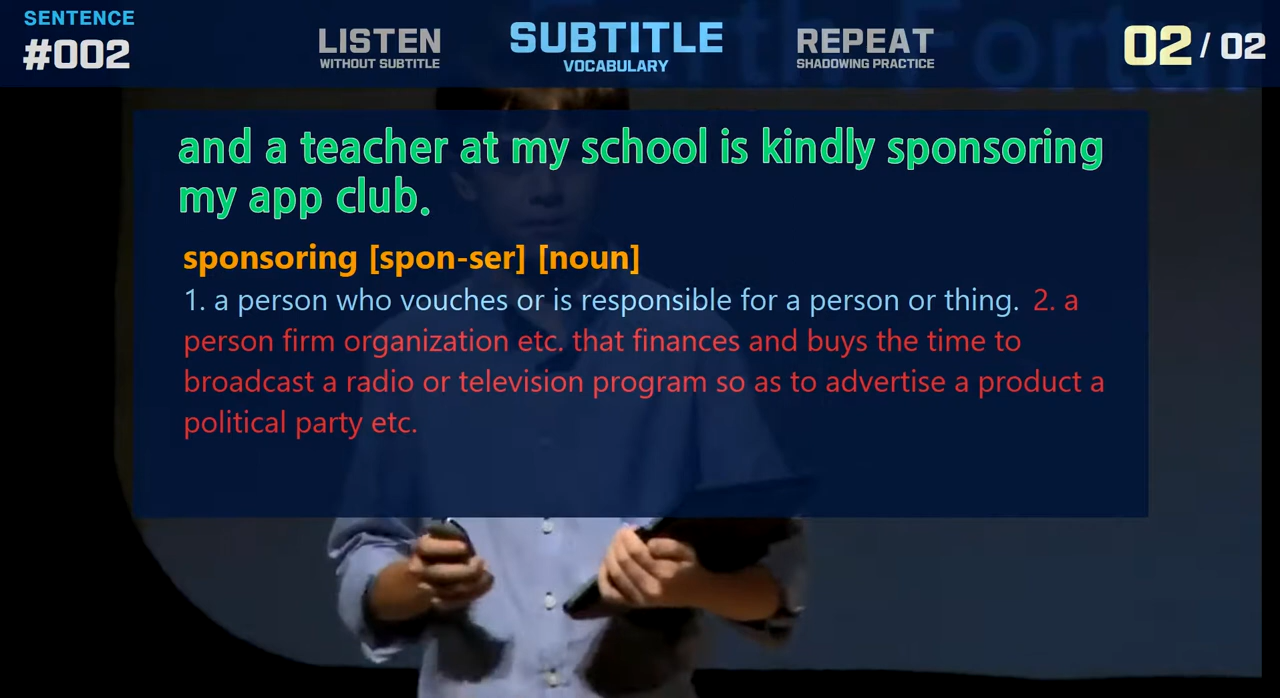 SENTENCE
#002
LISTEN
WITHOUT SUBTITLE
SUBTITLE
VOCABULARY
REPEAT
SHADOWING PRACTICE
02 / 02
and a teacher at my school is kindly sponsoring
my app club.
sponsoring [spon-ser] [noun]
1. a person who vouches or is responsible for a person or thing. 2. a
person firm organization etc. that finances and buys the time to
broadcast a radio or television program so as to advertise a product a
political party etc.